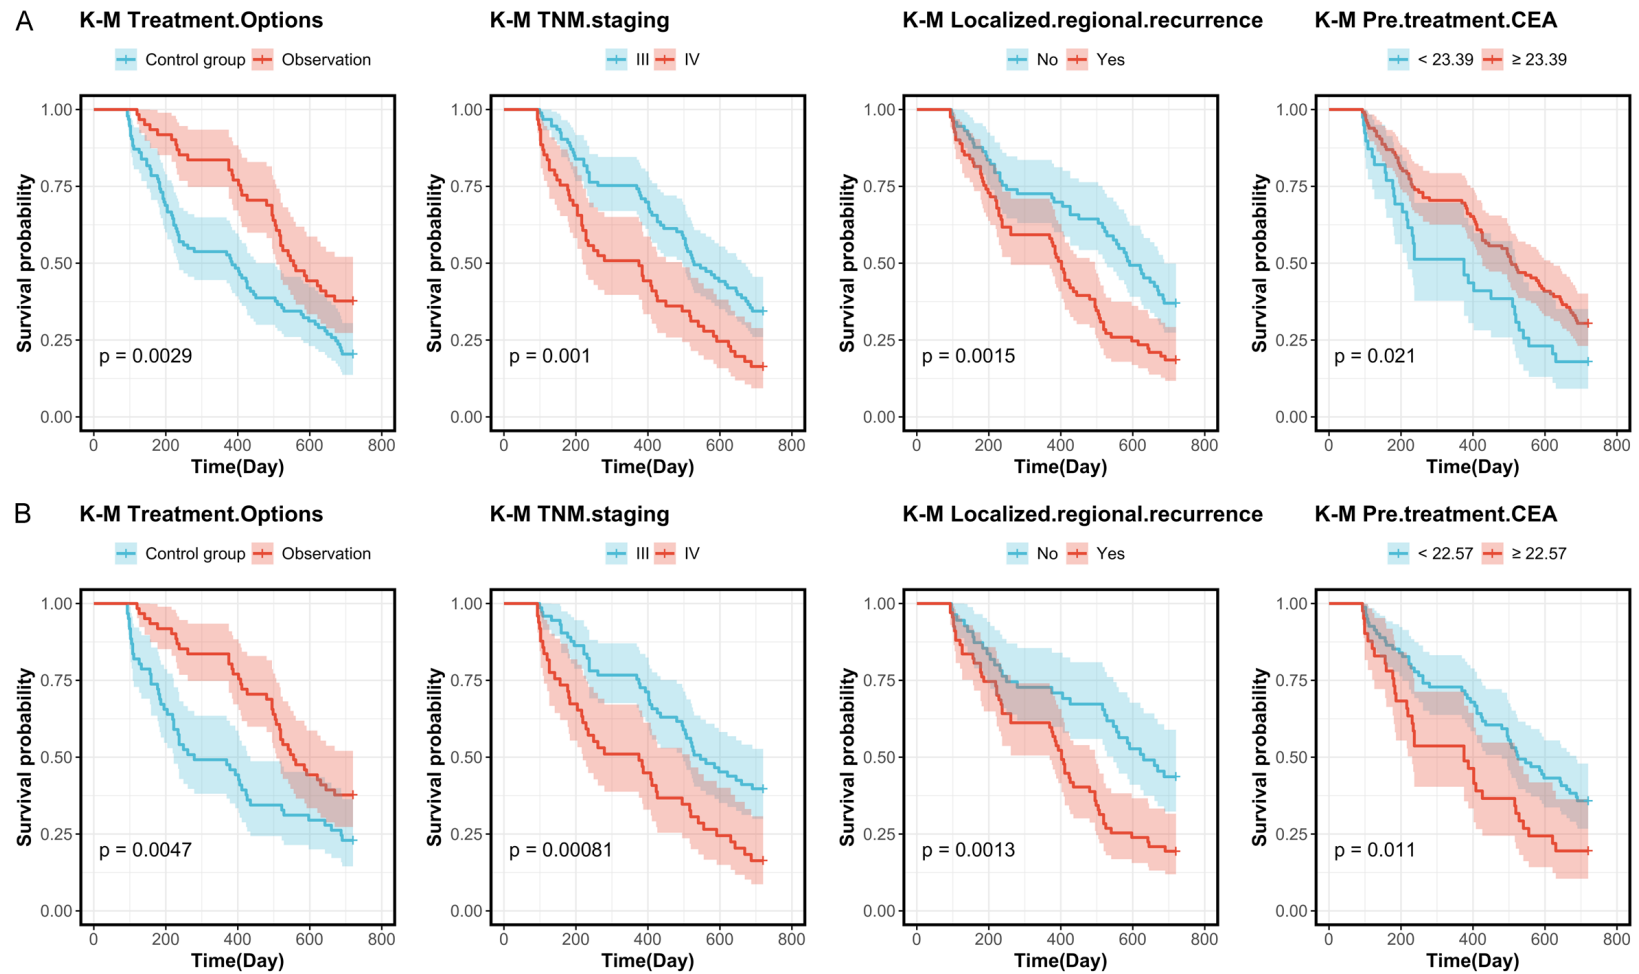 A
K-M Treatment.Options
Control group Observation
1.00
0.75
0.50
0.25
0.00
Survival probability
p = 0.0029
0 200 400 600 800
Time(Day)
K-M TNM.staging
III IV
1.00
0.75
0.50
0.25
0.00
Survival probability
p = 0.001
0 200 400 600 800
Time(Day)
K-M Localized.regional.recurrence
No Yes
1.00
0.75
0.50
0.25
0.00
Survival probability
p = 0.0015
0 200 400 600 800
Time(Day)
K-M Pre.treatment.CEA
< 23.39 ≥ 23.39
1.00
0.75
0.50
0.25
0.00
Survival probability
p = 0.021
0 200 400 600 800
Time(Day)
B
K-M Treatment.Options
Control group Observation
1.00
0.75
0.50
0.25
0.00
Survival probability
p = 0.0047
0 200 400 600 800
Time(Day)
K-M TNM.staging
III IV
1.00
0.75
0.50
0.25
0.00
Survival probability
p = 0.00081
0 200 400 600 800
Time(Day)
K-M Localized.regional.recurrence
No Yes
1.00
0.75
0.50
0.25
0.00
Survival probability
p = 0.0013
0 200 400 600 800
Time(Day)
K-M Pre.treatment.CEA
< 22.57 ≥ 22.57
1.00
0.75
0.50
0.25
0.00
Survival probability
p = 0.011
0 200 400 600 800
Time(Day)